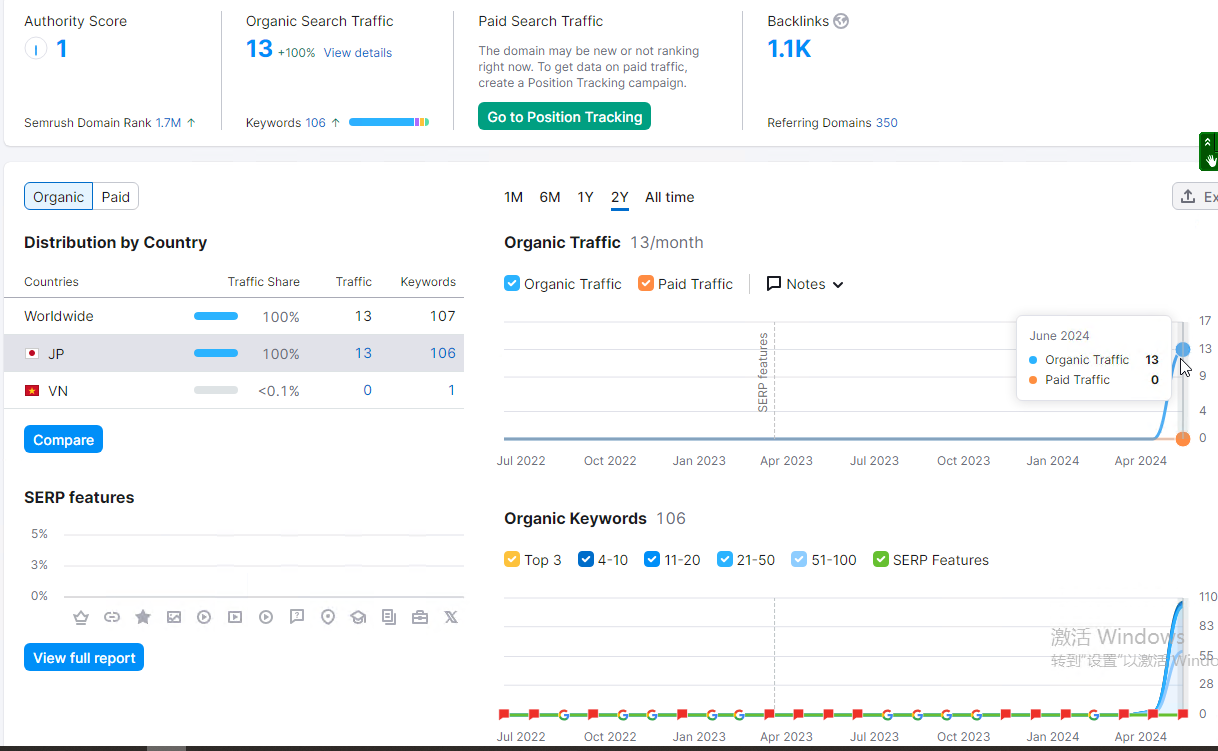 Authority Score
1
Semrush Domain Rank 1.7M ↑
Organic Search Traffic
13 +100% View details
Keywords 106 ↑
Paid Search Traffic
The domain may be new or not ranking
right now. To get data on paid traffic,
create a Position Tracking campaign.
Go to Position Tracking
Backlinks
1.1K
Referring Domains 350
Organic Paid
Distribution by Country
Countries Traffic Share Traffic Keywords
Worldwide 100% 13 107
JP 100% 13 106
VN <0.1% 0 1
Compare
SERP features
5%
3%
0%
View full report
1M 6M 1Y 2Y All time
Ex
Organic Traffic 13/month
Organic Traffic Paid Traffic Notes
SERP features
17
13
9
4
0
June 2024
Organic Traffic 13
Paid Traffic 0
Jul 2022 Oct 2022 Jan 2023 Apr 2023 Jul 2023 Oct 2023 Jan 2024 Apr 2024
Organic Keywords 106
Top 3 4-10 11-20 21-50 51-100 SERP Features
110
83
55
28
0
激活 Windows
转到"设置"以激活 Windo
Jul 2022 Oct 2022 Jan 2023 Apr 2023 Jul 2023 Oct 2023 Jan 2024 Apr 2024